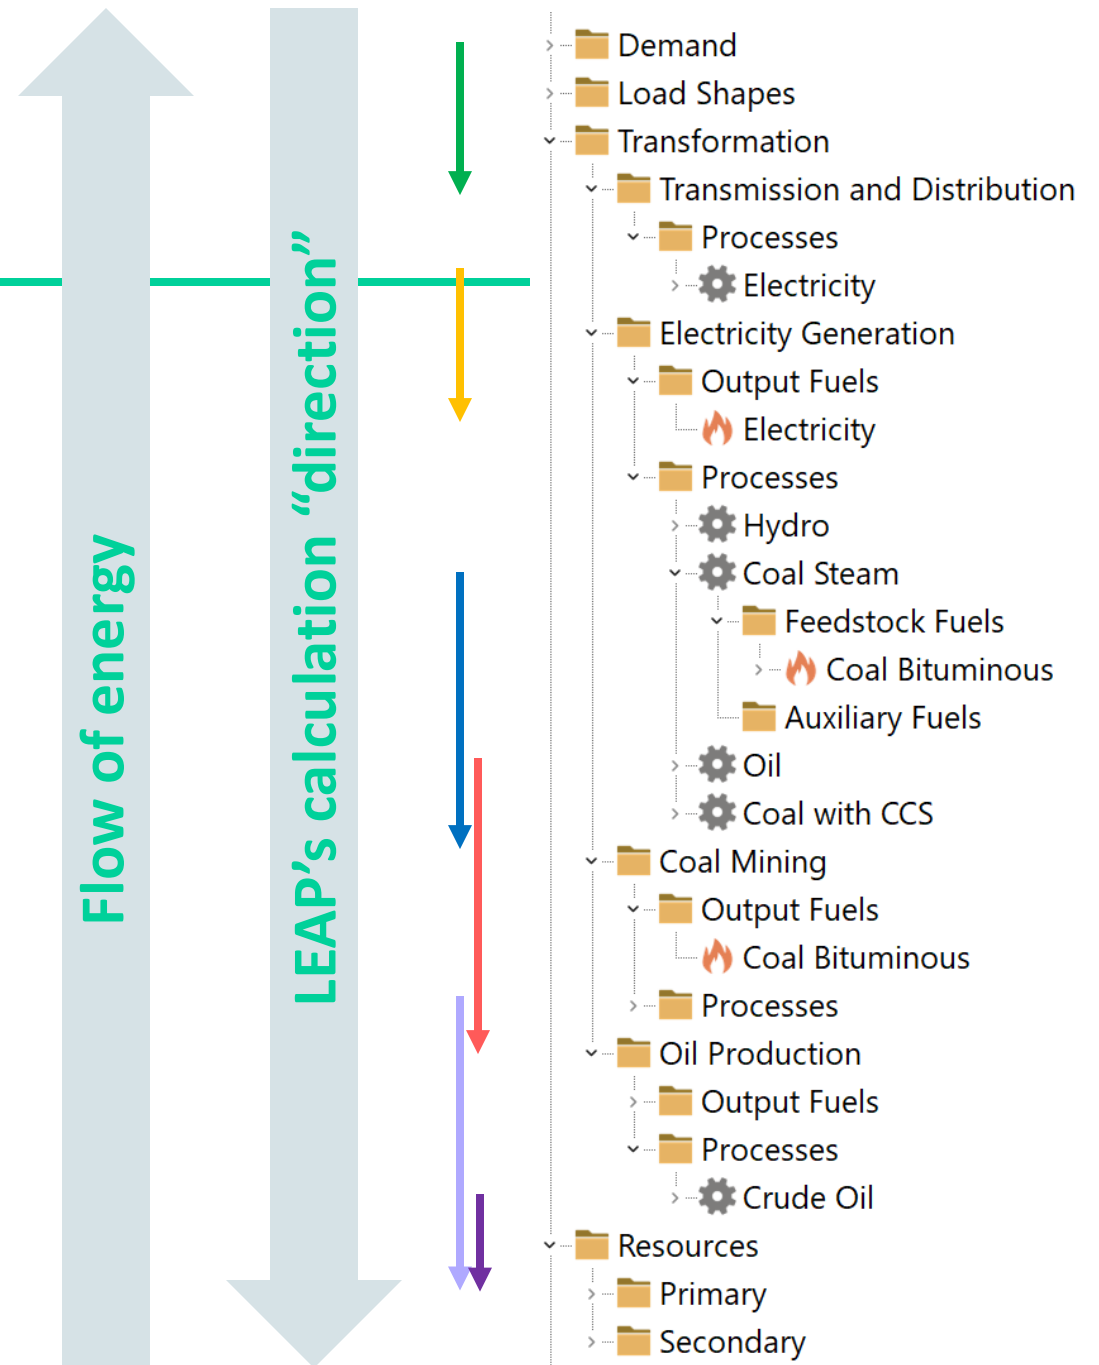 Flow of energy
LEAP's calculation “direction”
Demand
Load Shapes
Transformation
Transmission and Distribution
Processes
Electricity
Electricity Generation
Output Fuels
Electricity
Processes
Hydro
Coal Steam
Feedstock Fuels
Coal Bituminous
Auxiliary Fuels
Oil
Coal with CCS
Coal Mining
Output Fuels
Coal Bituminous
Processes
Oil Production
Output Fuels
Processes
Crude Oil
Resources
Primary
Secondary